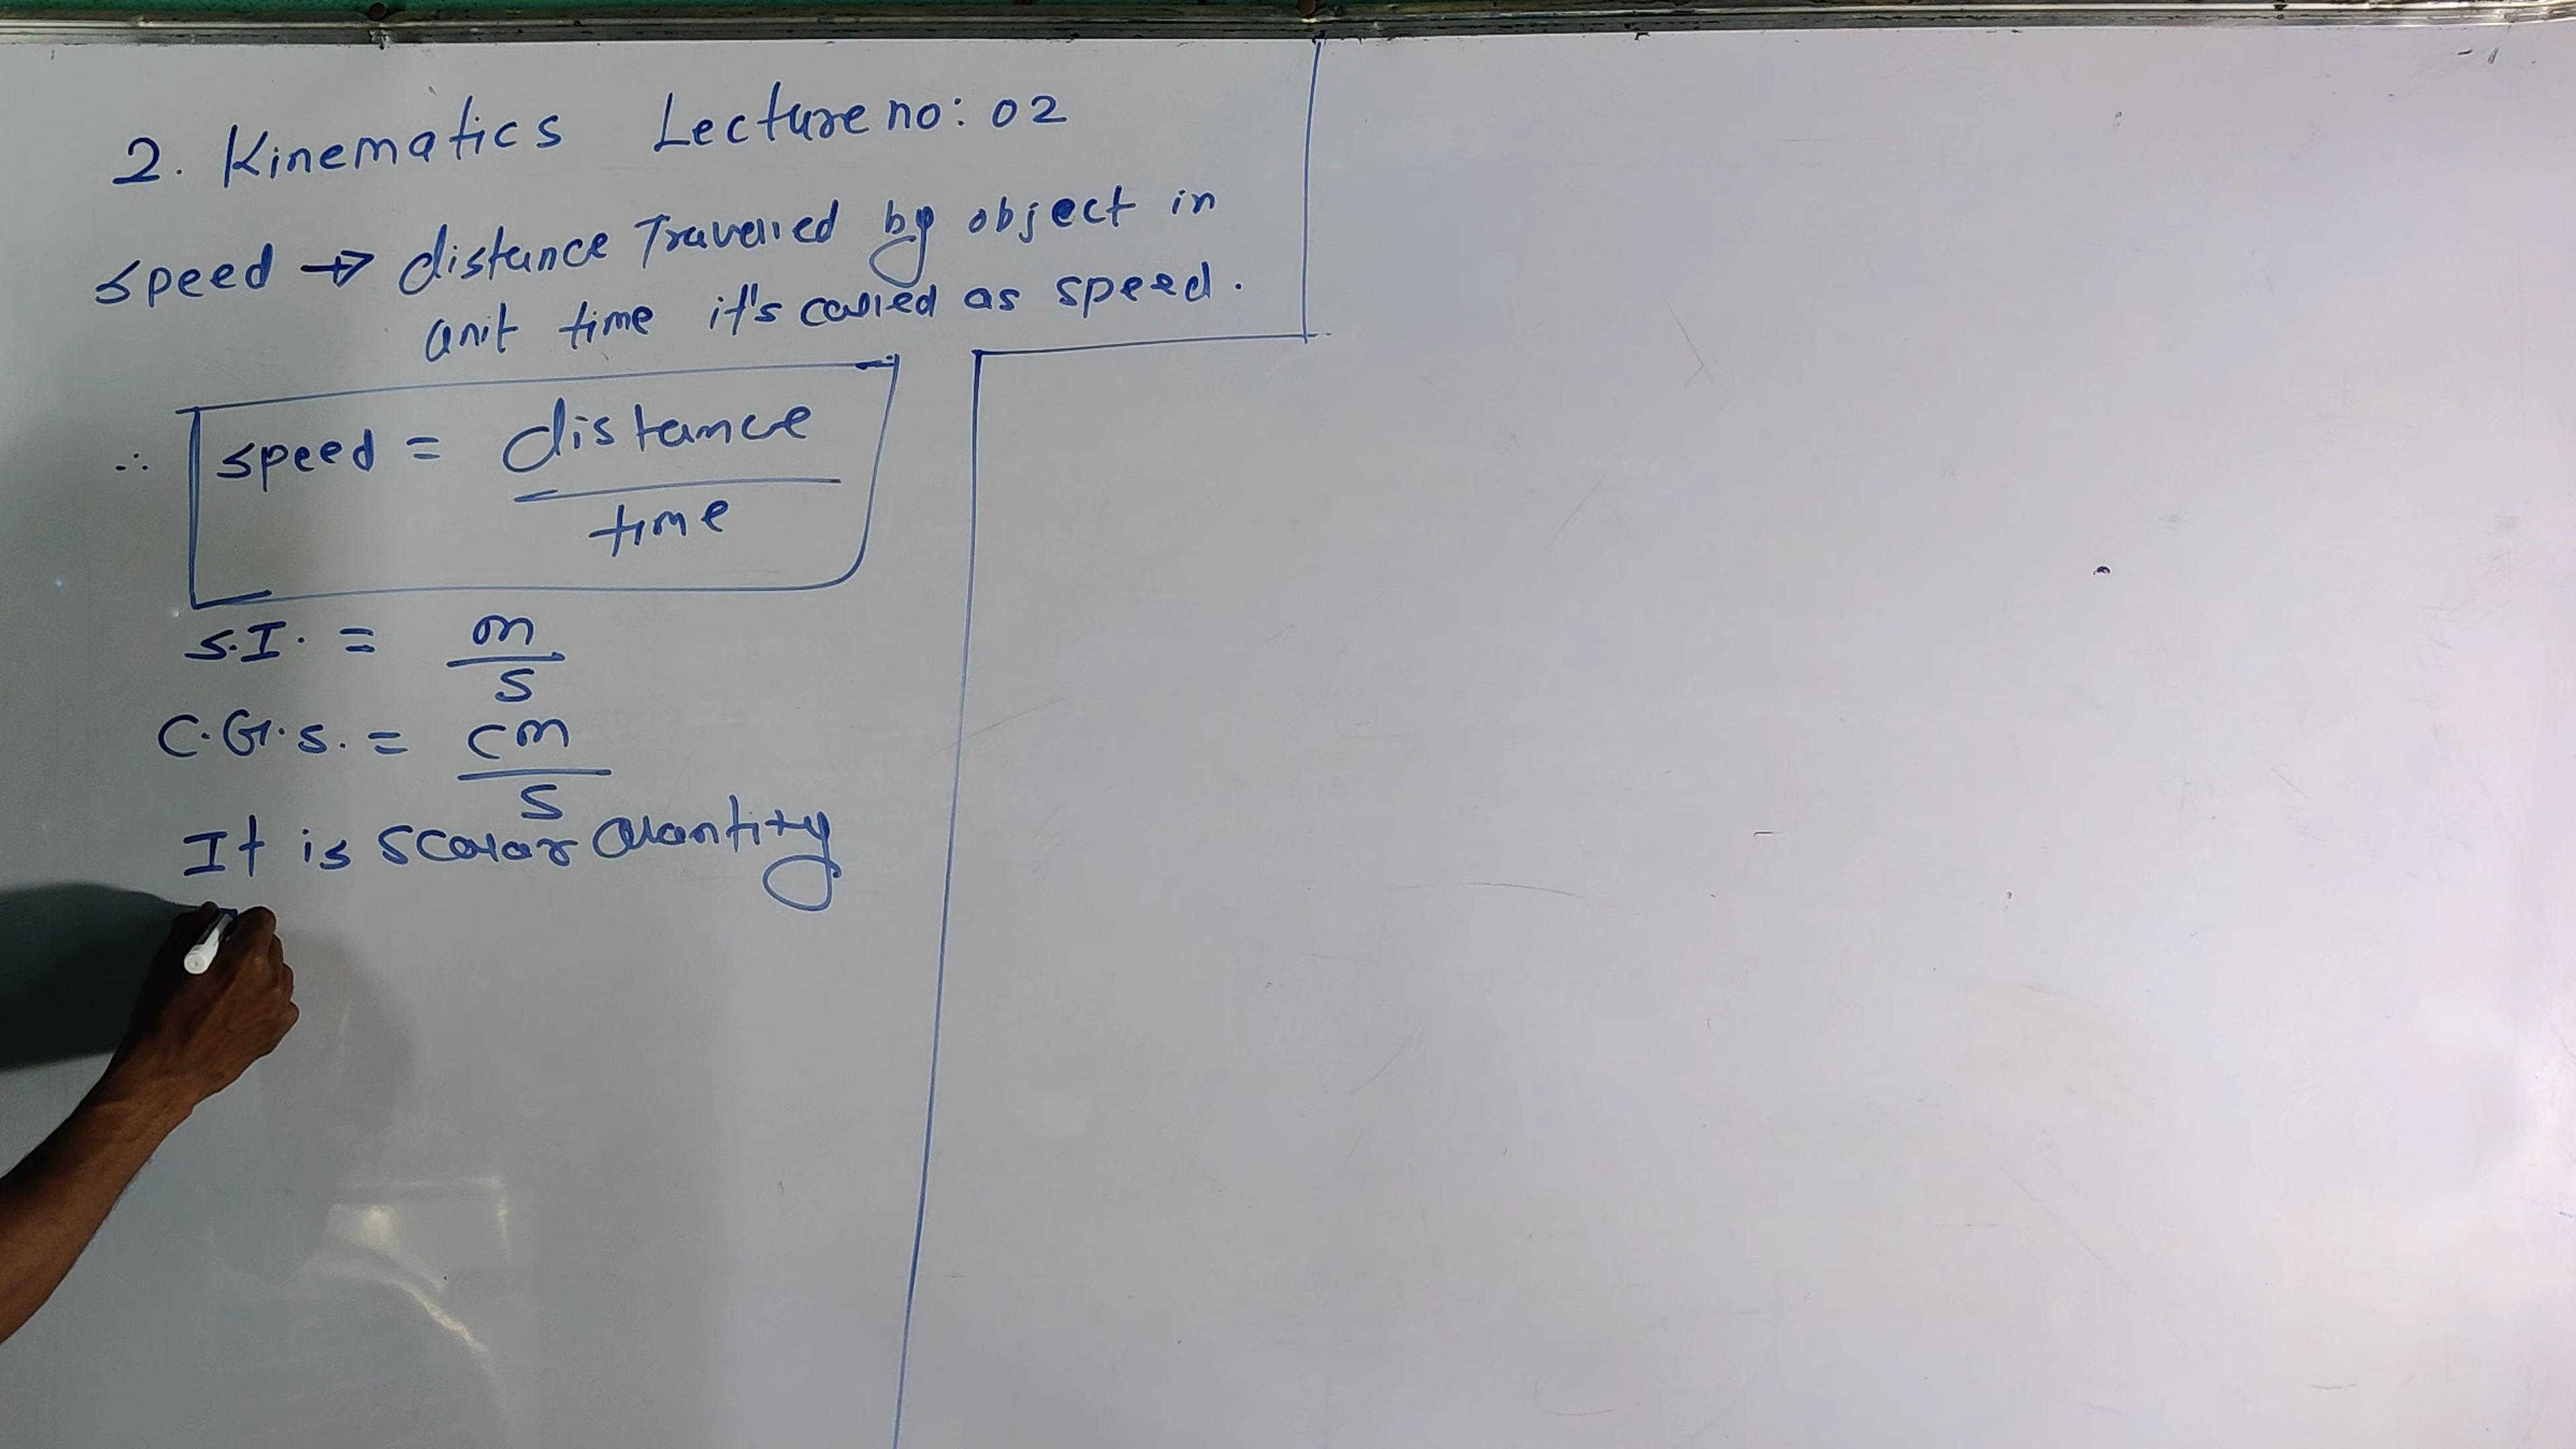 2. Kinematics Lecture no: 02
speed → distance Travelled by object in
unit time it's called as speed.
∴ speed = distance
time
S.I. = m
s
C.G.S. = cm
s
It is scalar Quantity